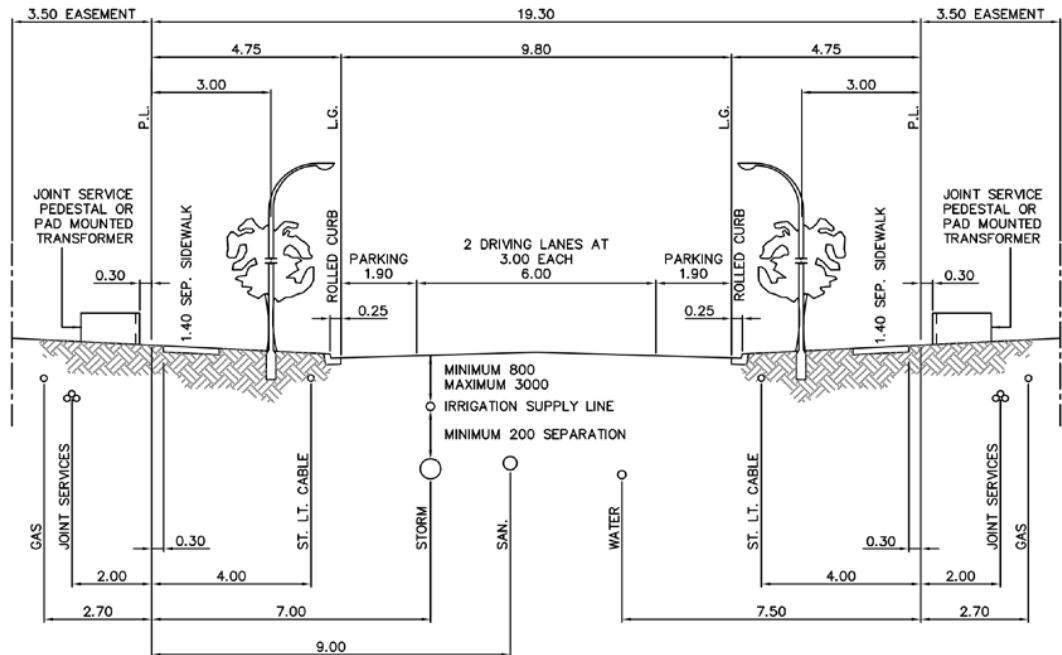 3.50 EASEMENT
19.30
3.50 EASEMENT
4.75
9.80
4.75
3.00
3.00
P.L.
L.G.
L.G.
P.L.
JOINT SERVICE
PEDESTAL OR
PAD MOUNTED
TRANSFORMER
0.30
1.40 SEP. SIDEWALK
ROLLED CURB
PARKING
1.90
2 DRIVING LANES AT
3.00 EACH
6.00
PARKING
1.90
ROLLED CURB
1.40 SEP. SIDEWALK
JOINT SERVICE
PEDESTAL OR
PAD MOUNTED
TRANSFORMER
0.30
0.25
0.25
MINIMUM 800
MAXIMUM 3000
IRRIGATION SUPPLY LINE
MINIMUM 200 SEPARATION
GAS
JOINT SERVICES
ST. LT. CABLE
STORM
SAN.
WATER
ST. LT. CABLE
JOINT SERVICES
GAS
0.30
0.30
2.00
4.00
4.00
2.00
2.70
7.00
7.50
2.70
9.00